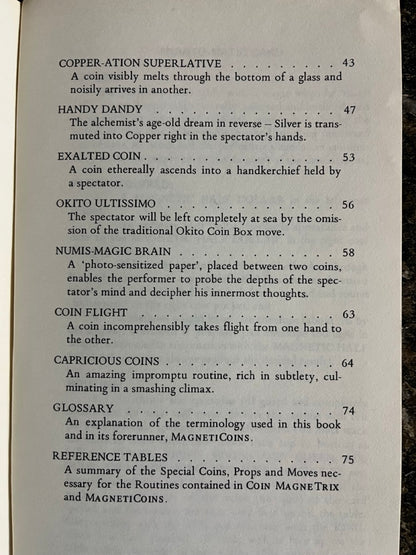 COPPER-ATION SUPERLATIVE . . . . . . . . . 43
A coin visibly melts through the bottom of a glass and
noisily arrives in another.
HANDY DANDY . . . . . . . . . . . . . . 47
The alchemist's age-old dream in reverse – Silver is trans-
muted into Copper right in the spectator's hands.
EXALTED COIN . . . . . . . . . . . . . . . 53
A coin ethereally ascends into a handkerchief held by
a spectator.
OKITO ULTISSIMO . . . . . . . . . . . . . 56
The spectator will be left completely at sea by the omis-
sion of the traditional Okito Coin Box move.
NUMIS-MAGIC BRAIN . . . . . . . . . . . . 58
A 'photo-sensitized paper', placed between two coins,
enables the performer to probe the depths of the spec-
tator's mind and decipher his innermost thoughts.
COIN FLIGHT . . . . . . . . . . . . . . . 63
A coin incomprehensibly takes flight from one hand to
the other.
CAPRICIOUS COINS . . . . . . . . . . . . . 64
An amazing impromptu routine, rich in subtlety, cul-
minating in a smashing climax.
GLOSSARY . . . . . . . . . . . . . . . . 74
An explanation of the terminology used in this book
and in its forerunner, MAGNETICOINS.
REFERENCE TABLES . . . . . . . . . . . . . 75
A summary of the Special Coins, Props and Moves nec-
essary for the Routines contained in COIN MAGNETRIX
and MAGNETICOINS.